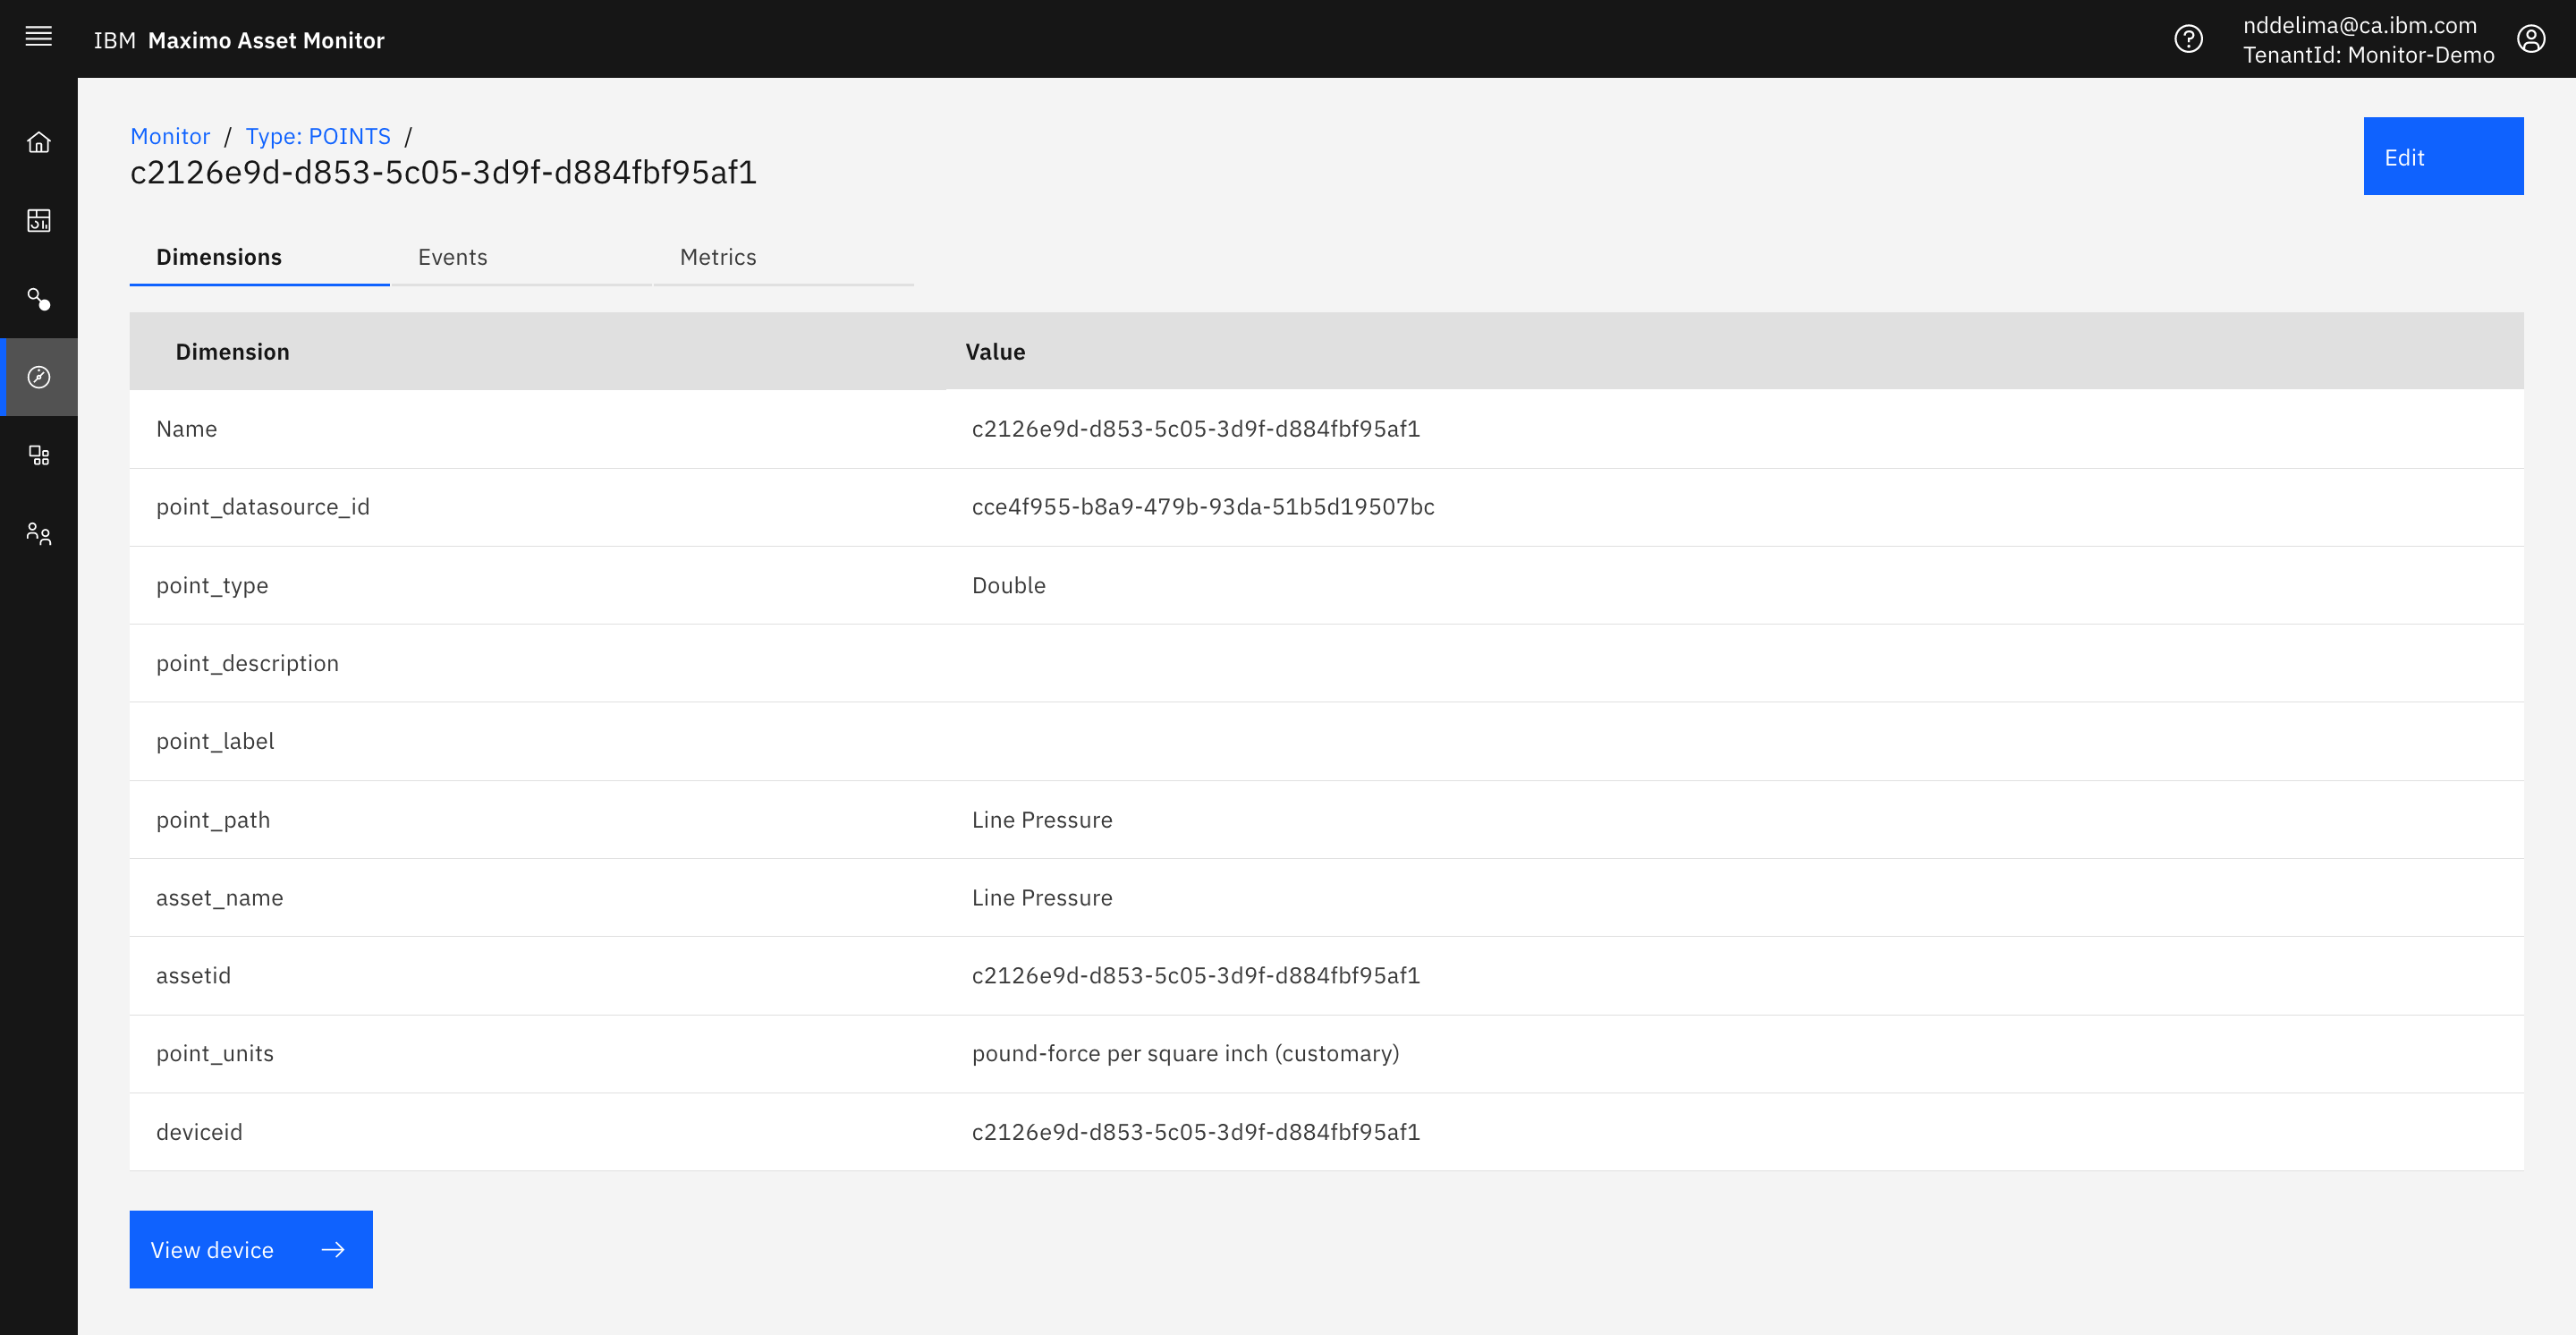 IBM Maximo Asset Monitor
nddelima@ca.ibm.com
TenantId: Monitor-Demo
Monitor / Type: POINTS /
c2126e9d-d853-5c05-3d9f-d884fbf95af1
Edit
Dimensions Events Metrics
Dimension Value
Name c2126e9d-d853-5c05-3d9f-d884fbf95af1
point_datasource_id cce4f955-b8a9-479b-93da-51b5d19507bc
point_type Double
point_description
point_label
point_path Line Pressure
asset_name Line Pressure
assetid c2126e9d-d853-5c05-3d9f-d884fbf95af1
point_units pound-force per square inch (customary)
deviceid c2126e9d-d853-5c05-3d9f-d884fbf95af1
View device